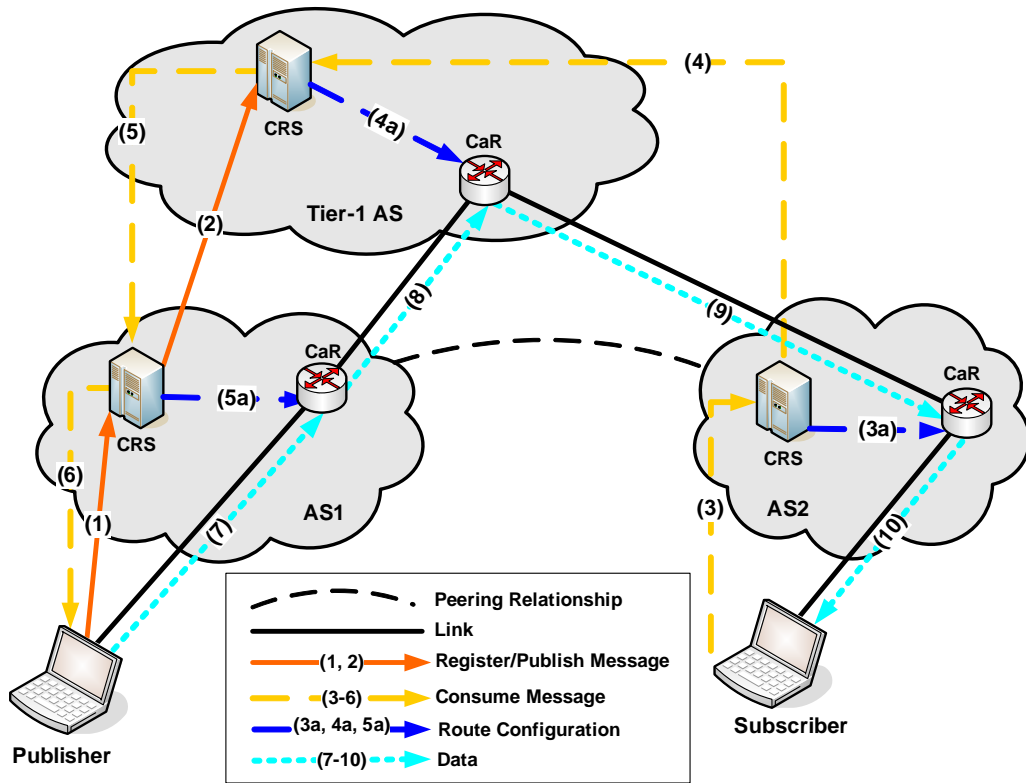 (4)
CRS
(5)
(4a)
CaR
Tier-1 AS
(2)
(8)
(9)
CaR
CaR
(5a)
CRS
(3a)
CRS
(6)
(3)
AS1
AS2
(1)
(7)
(10)
Peering Relationship
Link
(1, 2) Register/Publish Message
(3-6) Consume Message
(3a, 4a, 5a) Route Configuration
(7-10) Data
Publisher
Subscriber